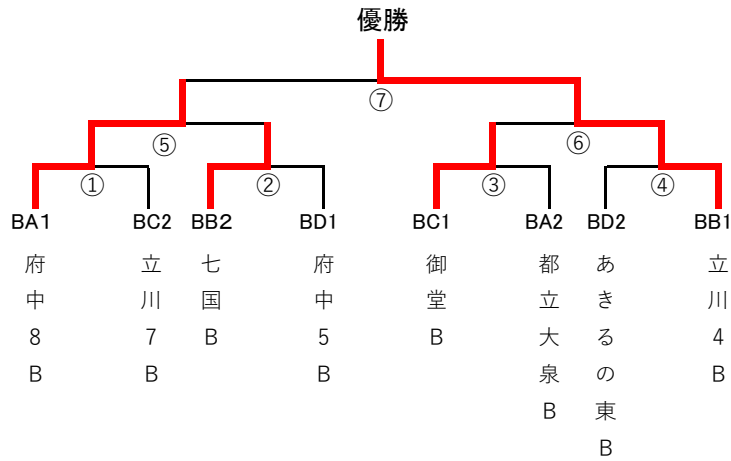 優勝
⑦
⑤
⑥
①
②
③
④
BA1
BC2
BB2
BD1
BC1
BA2
BD2
BB1
府中8B
立川7B
七国B
府中5B
御堂B
都立大泉B
あきるの東B
立川4B